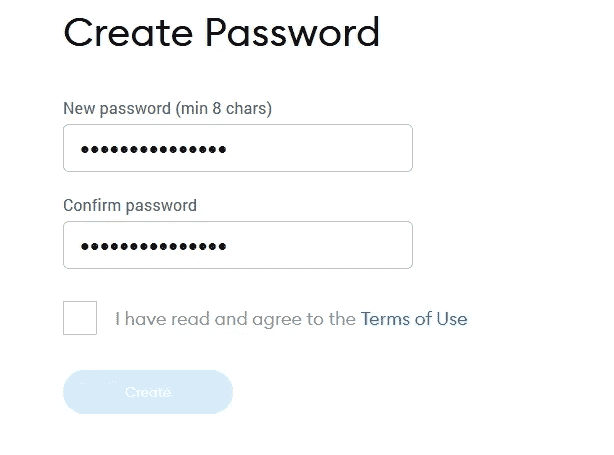 Create Password
New password (min 8 chars)
•••••••••••••••
Confirm password
•••••••••••••••
I have read and agree to the Terms of Use
Create